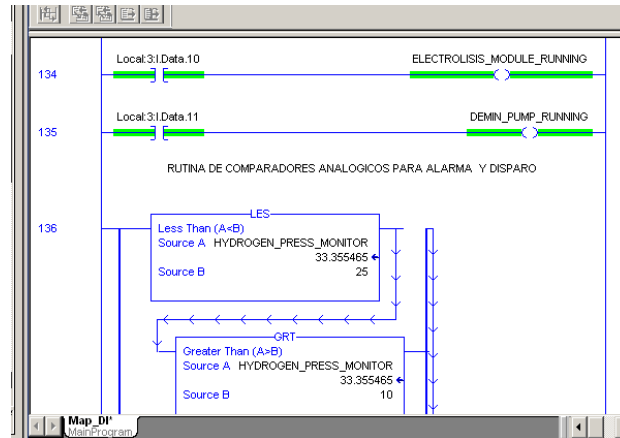 Local:3:I.Data.10 ELECTROLISIS_MODULE_RUNNING
134
Local:3:I.Data.11 DEMIN_PUMP_RUNNING
135
RUTINA DE COMPARADORES ANALOGICOS PARA ALARMA Y DISPARO
136
LES
Less Than (A<B)
Source A HYDROGEN_PRESS_MONITOR
33.355465
Source B 25
GRT
Greater Than (A>B)
Source A HYDROGEN_PRESS_MONITOR
33.355465
Source B 10
Map_DI*
MainProgram